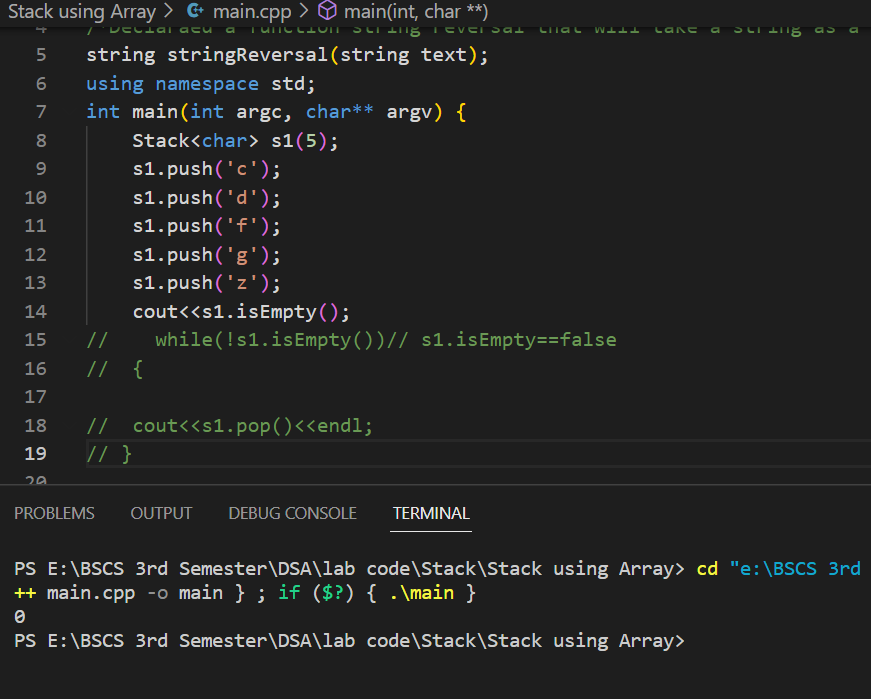 Stack using Array > main.cpp > main(int, char **)
4 /*Declaraed a function string reversal that will take a string as a
5 string stringReversal(string text);
6 using namespace std;
7 int main(int argc, char** argv) {
8 Stack<char> s1(5);
9 s1.push('c');
10 s1.push('d');
11 s1.push('f');
12 s1.push('g');
13 s1.push('z');
14 cout<<s1.isEmpty();
15 // while(!s1.isEmpty())// s1.isEmpty==false
16 // {
17
18 // cout<<s1.pop()<<endl;
19 // }
20
PROBLEMS OUTPUT DEBUG CONSOLE TERMINAL
PS E:\BSCS 3rd Semester\DSA\lab code\Stack\Stack using Array> cd "e:\BSCS 3rd
++ main.cpp -o main } ; if ($?) { .\main }
0
PS E:\BSCS 3rd Semester\DSA\lab code\Stack\Stack using Array>